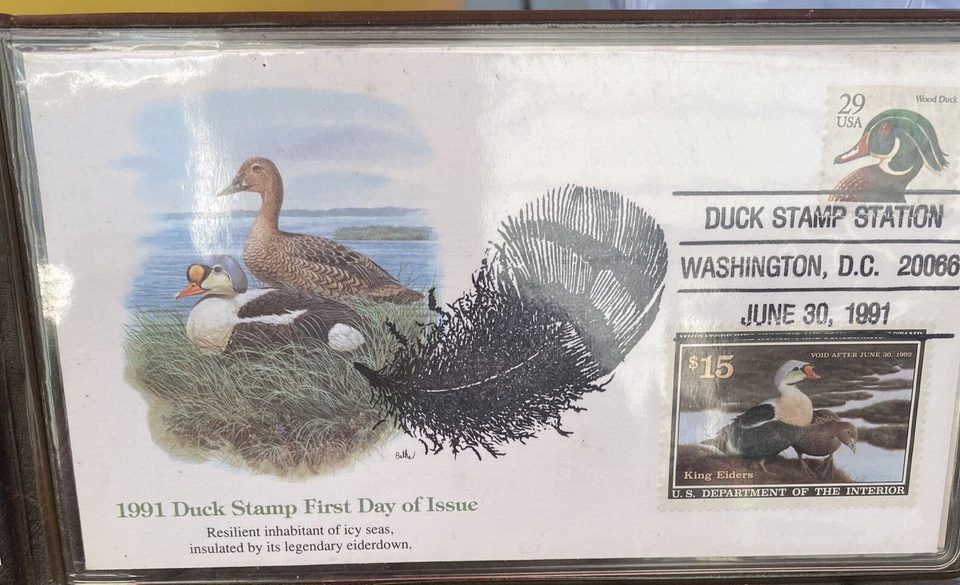 29
USA
Wood Duck
DUCK STAMP STATION
WASHINGTON, D.C. 20066
JUNE 30, 1991
$15
VOID AFTER JUNE 30, 1992
King Eiders
U.S. DEPARTMENT OF THE INTERIOR
1991 Duck Stamp First Day of Issue
Resilient inhabitant of icy seas,
insulated by its legendary eiderdown.